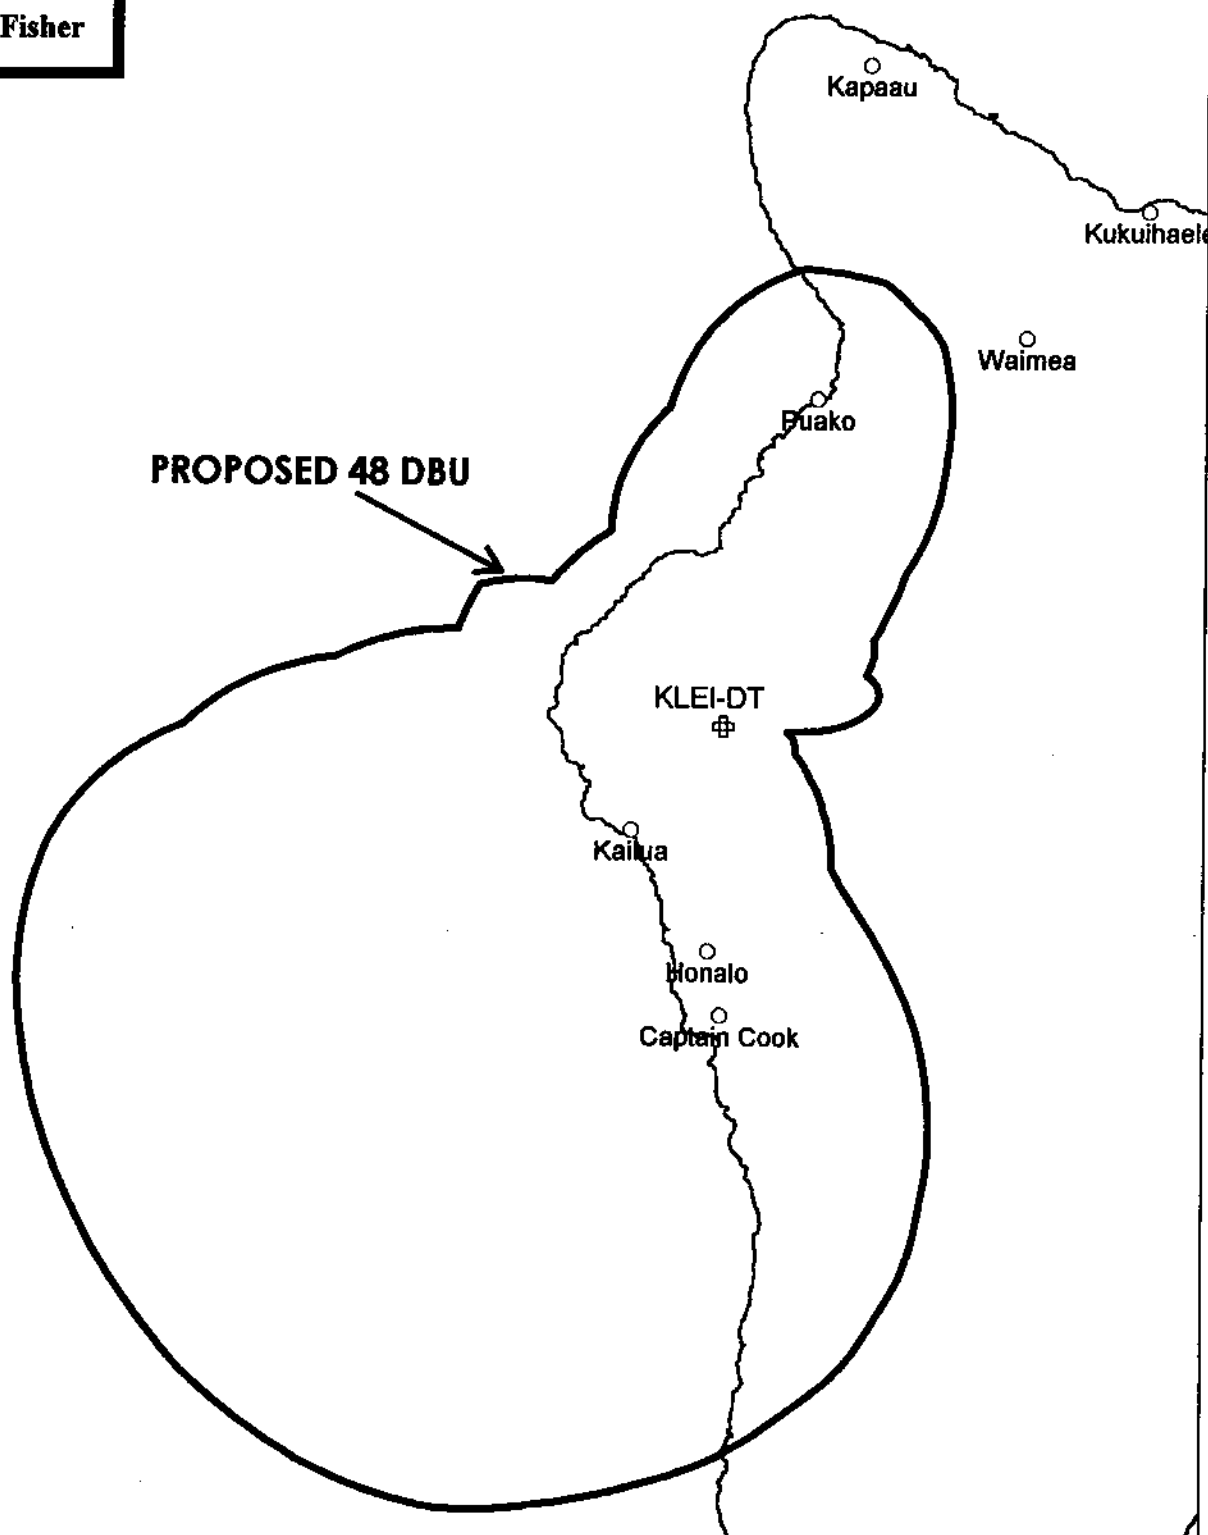 Fisher
Kapaau
Kukuihaele
Waimea
Puako
PROPOSED 48 DBU
KLEI-DT
Kailua
Honalo
Captain Cook